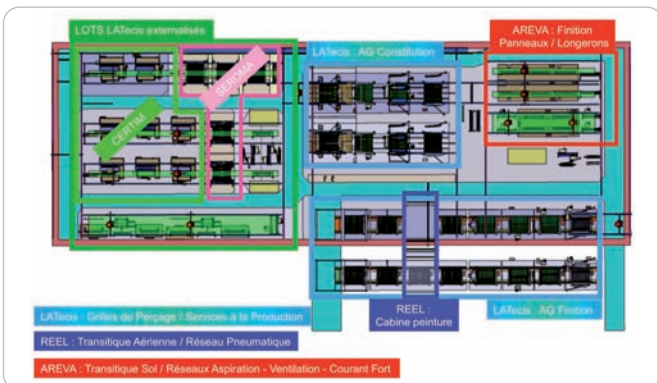 LOTS LATecis externalisés
AREVA : Finition
Panneaux / Longerons
LATecis : AG Constitution
SEROMA
CERTIM
REEL :
Cabine peinture
LATecis : AG Finition
LATecis : Grilles de Perçage / Services à la Production
REEL : Transitique Aérienne / Réseau Pneumatique
AREVA : Transitique Sol / Réseaux Aspiration - Ventilation - Courant Fort